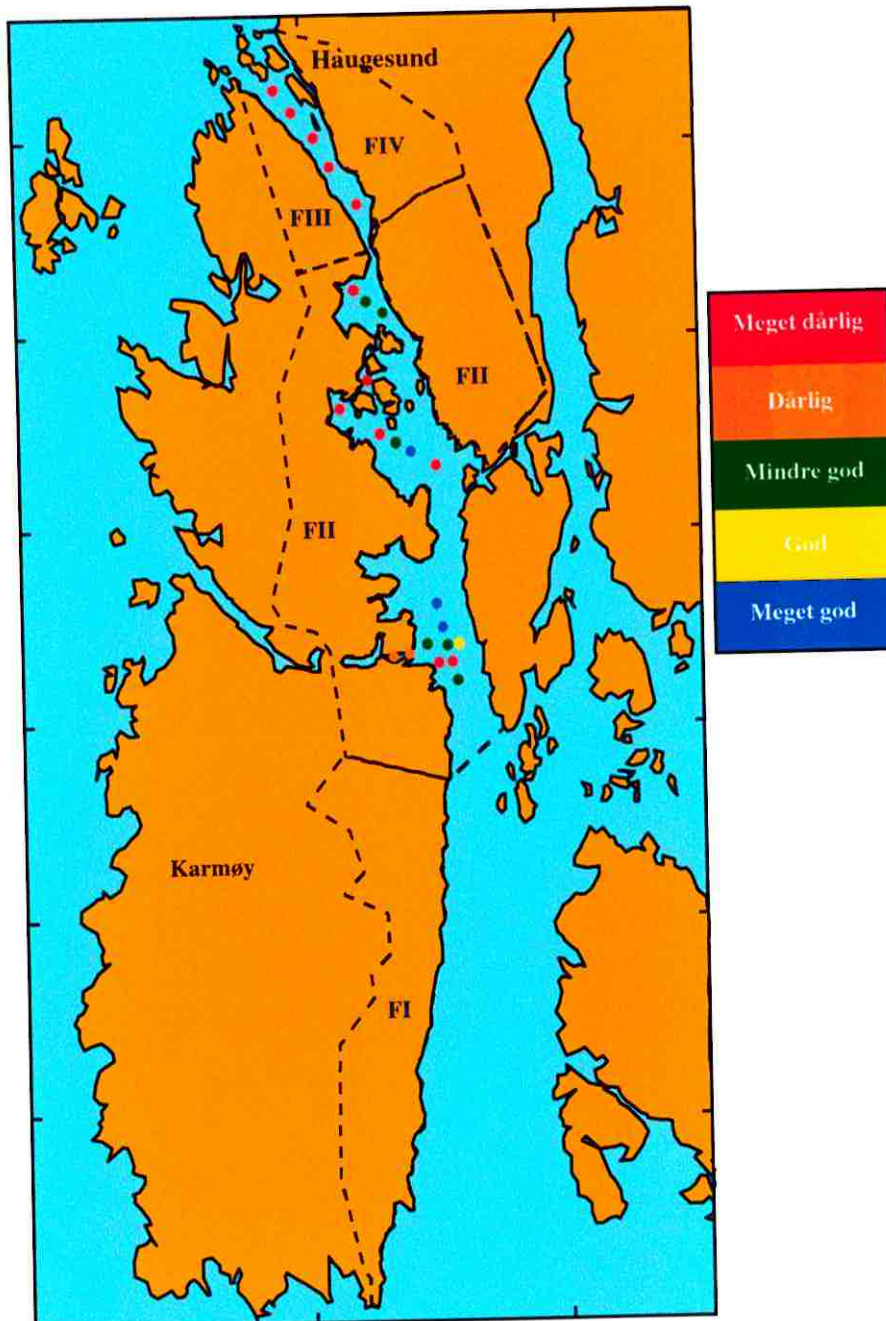 Haugesund
FIV
FIII
FII
FII
Karmøy
FI
Meget dårlig
Dårlig
Mindre god
God
Meget god